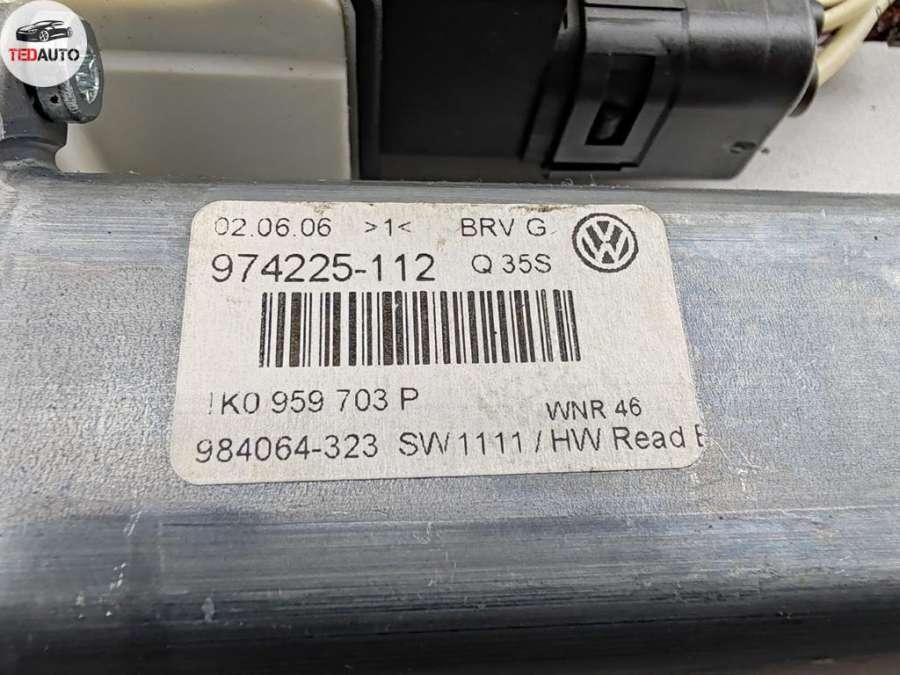 TEDAUTO
02.06.06 >1< BRV G
974225-112 Q 35S
1K0 959 703 P
WNR 46
984064-323 SW1111 / HW Read